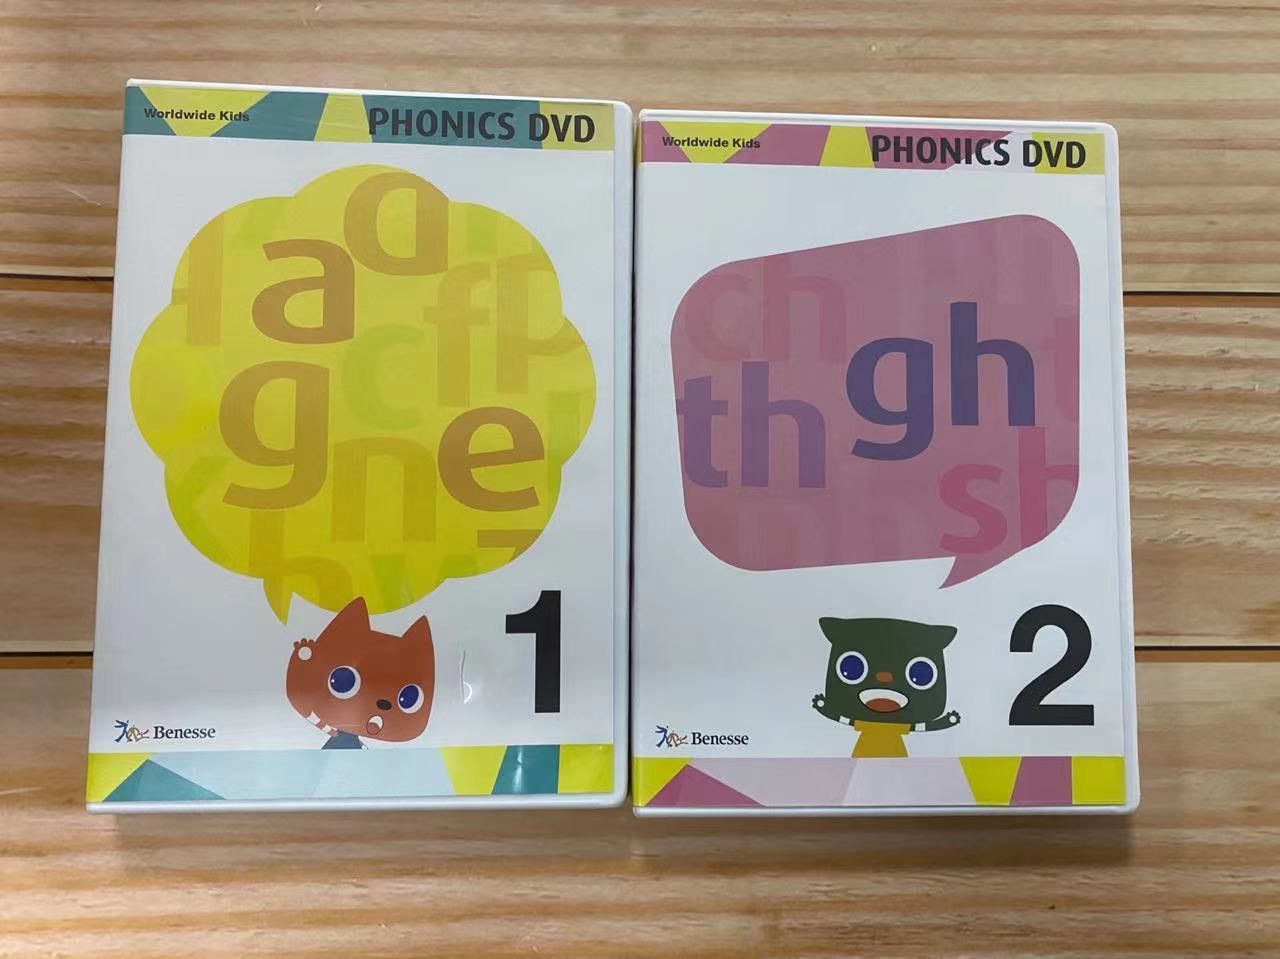 Worldwide Kids
PHONICS DVD
d
a
f p
c
g
n e
h
z
1
Benesse
Worldwide Kids
PHONICS DVD
ch
gh
th
sh
2
Benesse